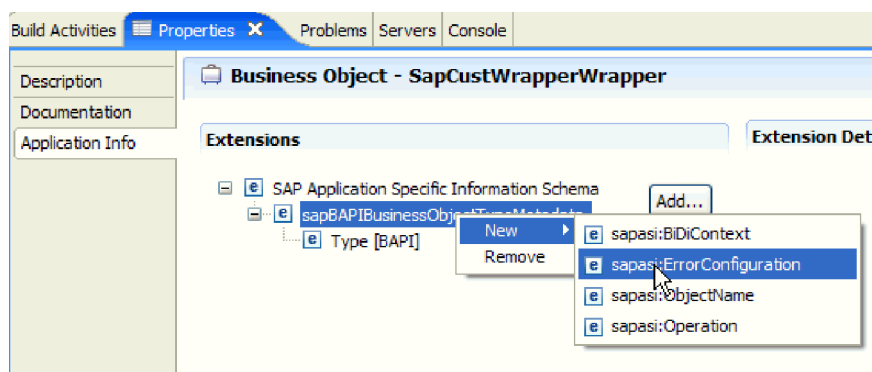 Build Activities Properties Problems Servers Console
Business Object - SapCustWrapperWrapper
Description
Documentation
Application Info
Extensions
Extension Det
SAP Application Specific Information Schema
Add...
sapBAPIBusinessObjectTypeMetadata
Type [BAPI]
New
Remove
sapasi:BiDiContext
sapasi:ErrorConfiguration
sapasi:ObjectName
sapasi:Operation